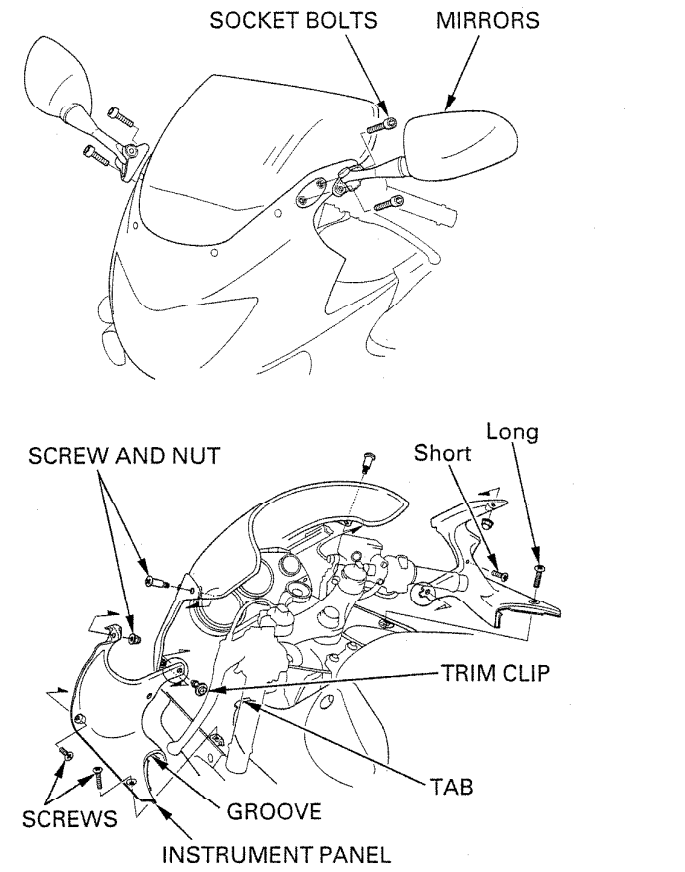 SOCKET BOLTS
MIRRORS
Long
Short
SCREW AND NUT
TRIM CLIP
TAB
GROOVE
SCREWS
INSTRUMENT PANEL